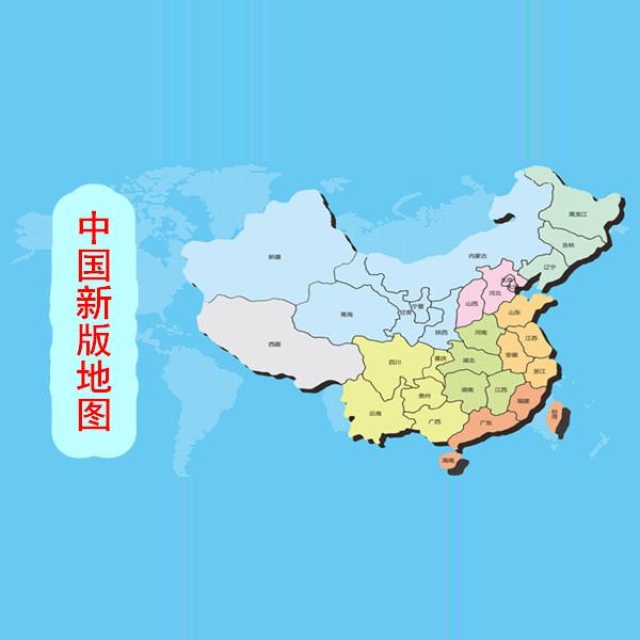 中国新版地图
黑龙江
吉林
辽宁
内蒙古
新疆
河北
山西
山东
青海
甘肃
宁夏
陕西
河南
江苏
西藏
四川
重庆
湖北
安徽
浙江
贵州
湖南
江西
福建
云南
广西
广东
台湾
海南